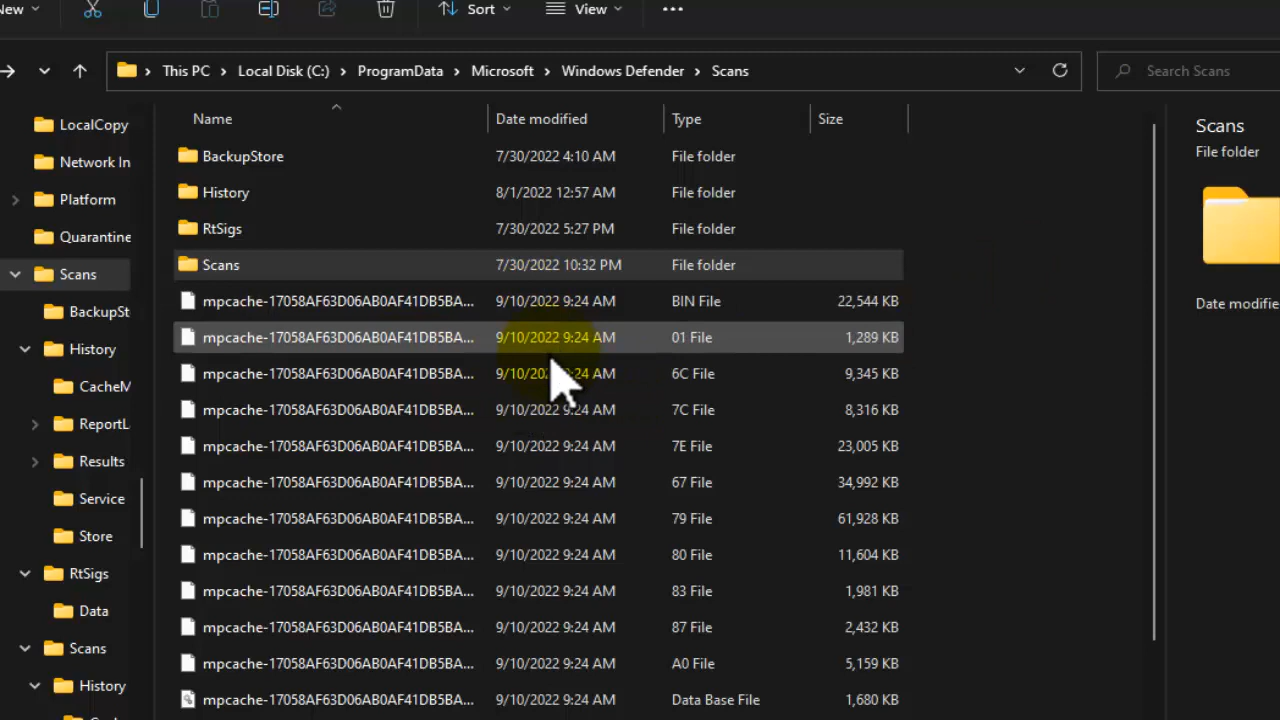 New
Sort
View
This PC > Local Disk (C:) > ProgramData > Microsoft > Windows Defender > Scans
Search Scans
LocalCopy
Network In
Platform
Quarantine
Scans
BackupSt
History
CacheM
ReportL
Results
Service
Store
RtSigs
Data
Scans
History
Name Date modified Type Size
BackupStore 7/30/2022 4:10 AM File folder
History 8/1/2022 12:57 AM File folder
RtSigs 7/30/2022 5:27 PM File folder
Scans 7/30/2022 10:32 PM File folder
mpcache-17058AF63D06AB0AF41DB5BA... 9/10/2022 9:24 AM BIN File 22,544 KB
mpcache-17058AF63D06AB0AF41DB5BA... 9/10/2022 9:24 AM 01 File 1,289 KB
mpcache-17058AF63D06AB0AF41DB5BA... 9/10/20 :24 AM 6C File 9,345 KB
mpcache-17058AF63D06AB0AF41DB5BA... 9/10/2022 9:24 AM 7C File 8,316 KB
mpcache-17058AF63D06AB0AF41DB5BA... 9/10/2022 9:24 AM 7E File 23,005 KB
mpcache-17058AF63D06AB0AF41DB5BA... 9/10/2022 9:24 AM 67 File 34,992 KB
mpcache-17058AF63D06AB0AF41DB5BA... 9/10/2022 9:24 AM 79 File 61,928 KB
mpcache-17058AF63D06AB0AF41DB5BA... 9/10/2022 9:24 AM 80 File 11,604 KB
mpcache-17058AF63D06AB0AF41DB5BA... 9/10/2022 9:24 AM 83 File 1,981 KB
mpcache-17058AF63D06AB0AF41DB5BA... 9/10/2022 9:24 AM 87 File 2,432 KB
mpcache-17058AF63D06AB0AF41DB5BA... 9/10/2022 9:24 AM A0 File 5,159 KB
mpcache-17058AF63D06AB0AF41DB5BA... 9/10/2022 9:24 AM Data Base File 1,680 KB
Scans
File folder
Date modifie